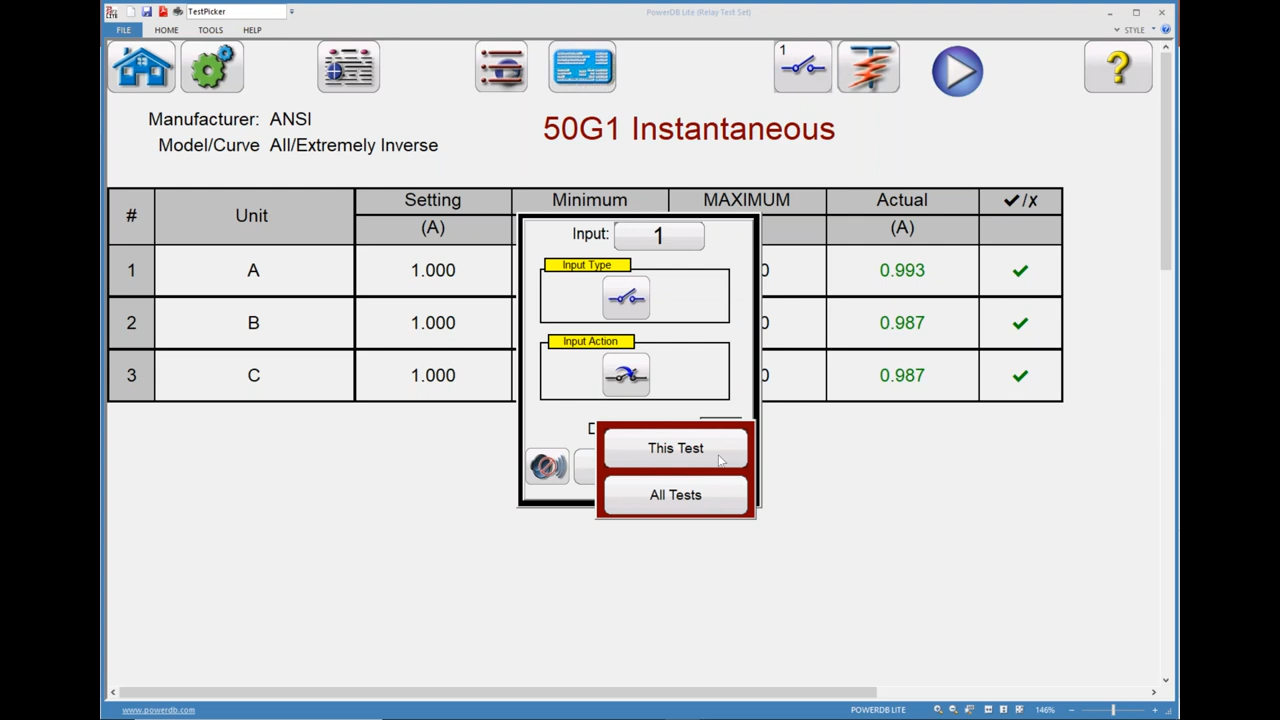 TestPicker
PowerDB Lite (Relay Test Set)
FILE
HOME
TOOLS
HELP
STYLE
1
?
Manufacturer: ANSI
Model/Curve All/Extremely Inverse
50G1 Instantaneous
# Unit Setting Minimum MAXIMUM Actual ✔/X
(A) (A)
1 A 1.000 0 0.993 ✔
2 B 1.000 0 0.987 ✔
3 C 1.000 0 0.987 ✔
Input: 1
Input Type
Input Action
This Test
All Tests
www.powerdb.com
POWERDB LITE
146%